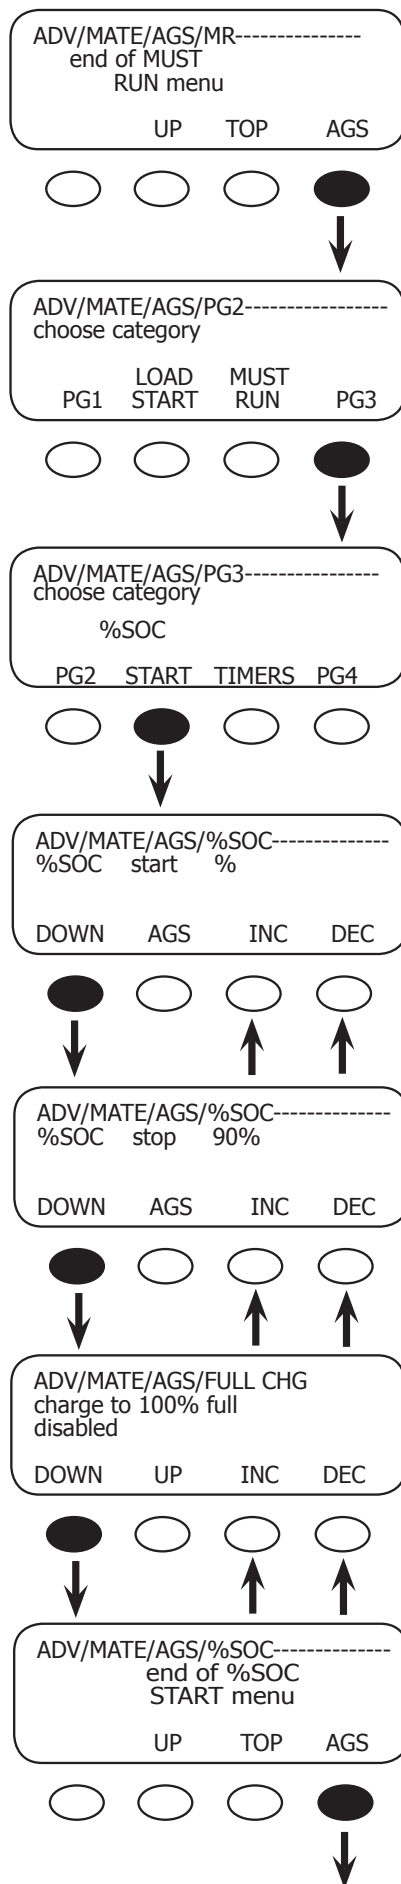 ADV/MATE/AGS/MR---------------
end of MUST
RUN menu
UP TOP AGS
ADV/MATE/AGS/PG2-----------------
choose category
LOAD MUST
PG1 START RUN PG3
ADV/MATE/AGS/PG3----------------
choose category
%SOC
PG2 START TIMERS PG4
ADV/MATE/AGS/%SOC--------------
%SOC start %
DOWN AGS INC DEC
ADV/MATE/AGS/%SOC--------------
%SOC stop 90%
DOWN AGS INC DEC
ADV/MATE/AGS/FULL CHG
charge to 100% full
disabled
DOWN UP INC DEC
ADV/MATE/AGS/%SOC--------------
end of %SOC
START menu
UP TOP AGS